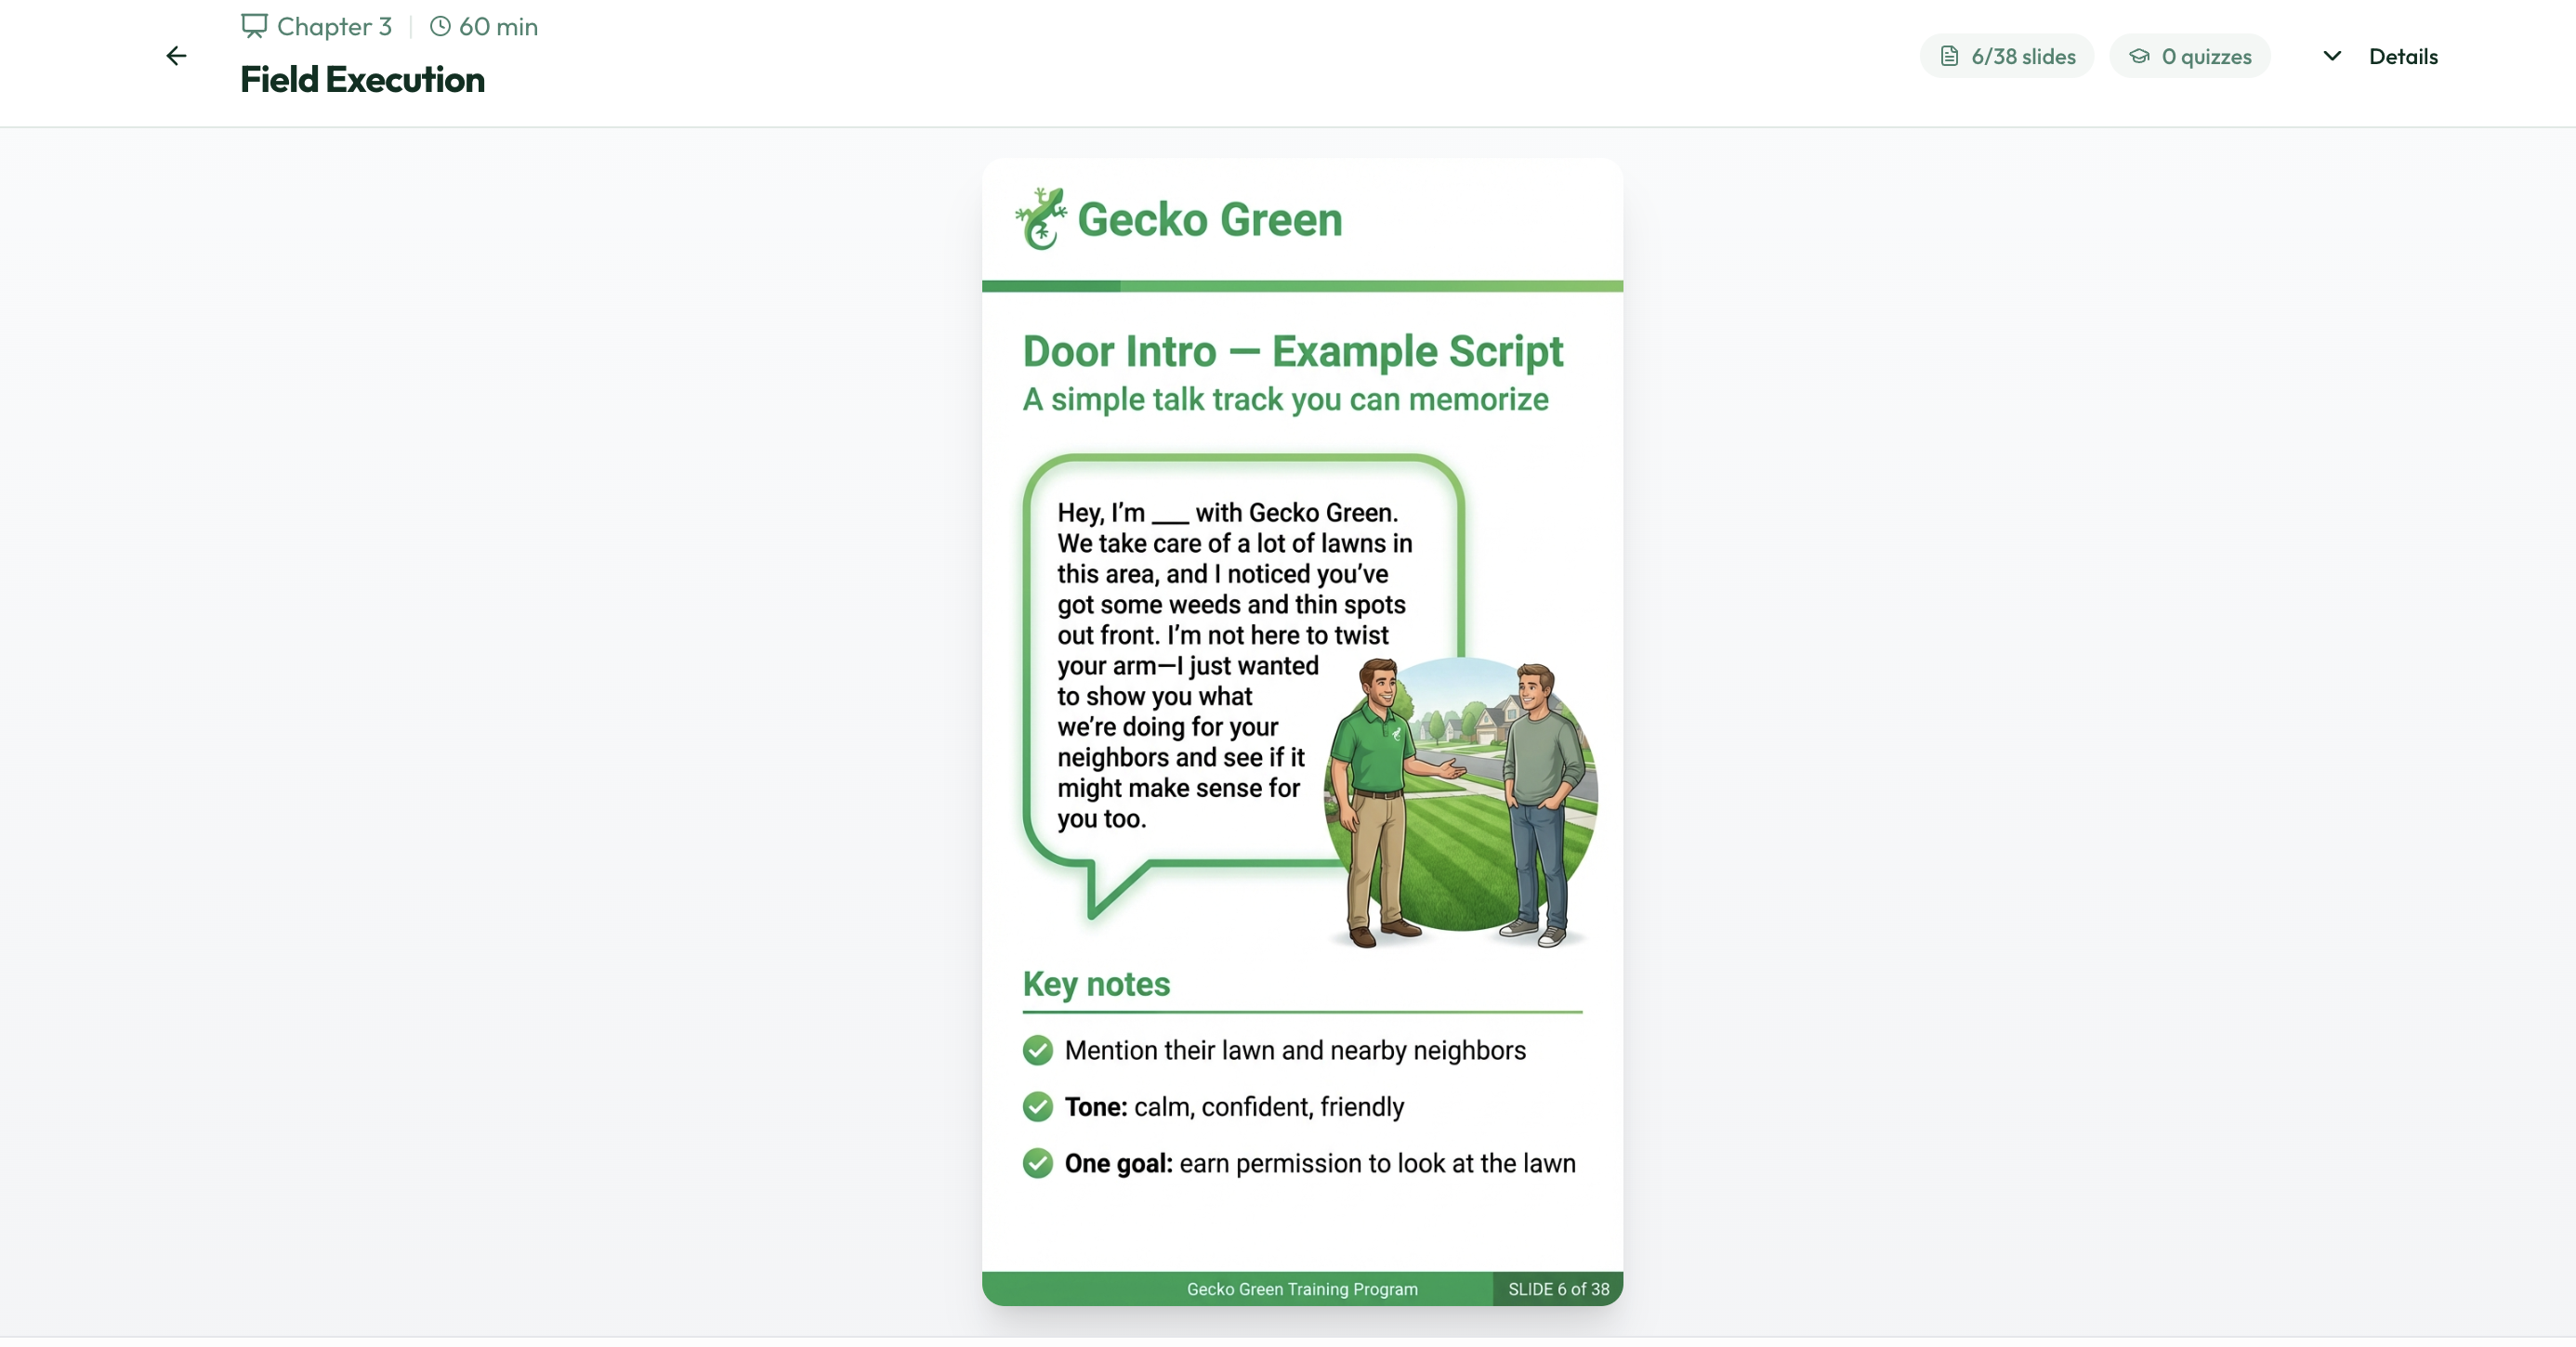 Chapter 3
60 min
Field Execution
6/38 slides
0 quizzes
Details
Gecko Green
Door Intro — Example Script
A simple talk track you can memorize
Hey, I’m ___ with Gecko Green.
We take care of a lot of lawns in
this area, and I noticed you’ve
got some weeds and thin spots
out front. I’m not here to twist
your arm—I just wanted
to show you what
we’re doing for your
neighbors and see if it
might make sense for
you too.
Key notes
Mention their lawn and nearby neighbors
Tone: calm, confident, friendly
One goal: earn permission to look at the lawn
Gecko Green Training Program
SLIDE 6 of 38